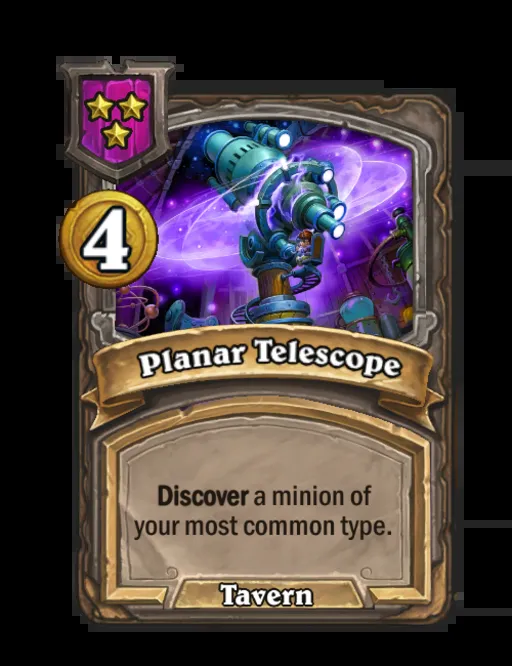 4
Planar Telescope
Discover a minion of
your most common type.
Tavern